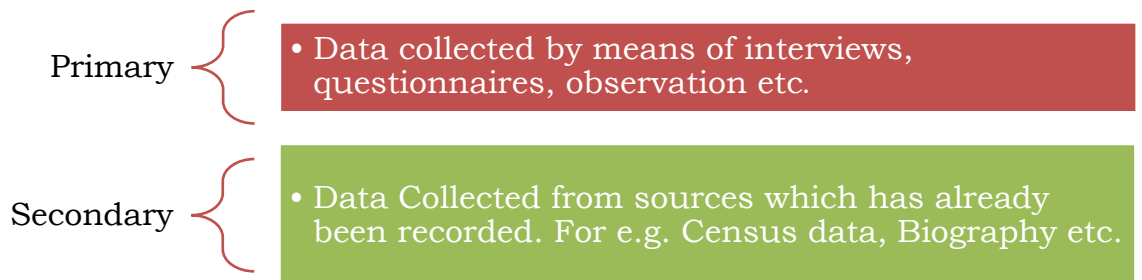 Primary
• Data collected by means of interviews,
questionnaires, observation etc.
Secondary
• Data Collected from sources which has already
been recorded. For e.g. Census data, Biography etc.